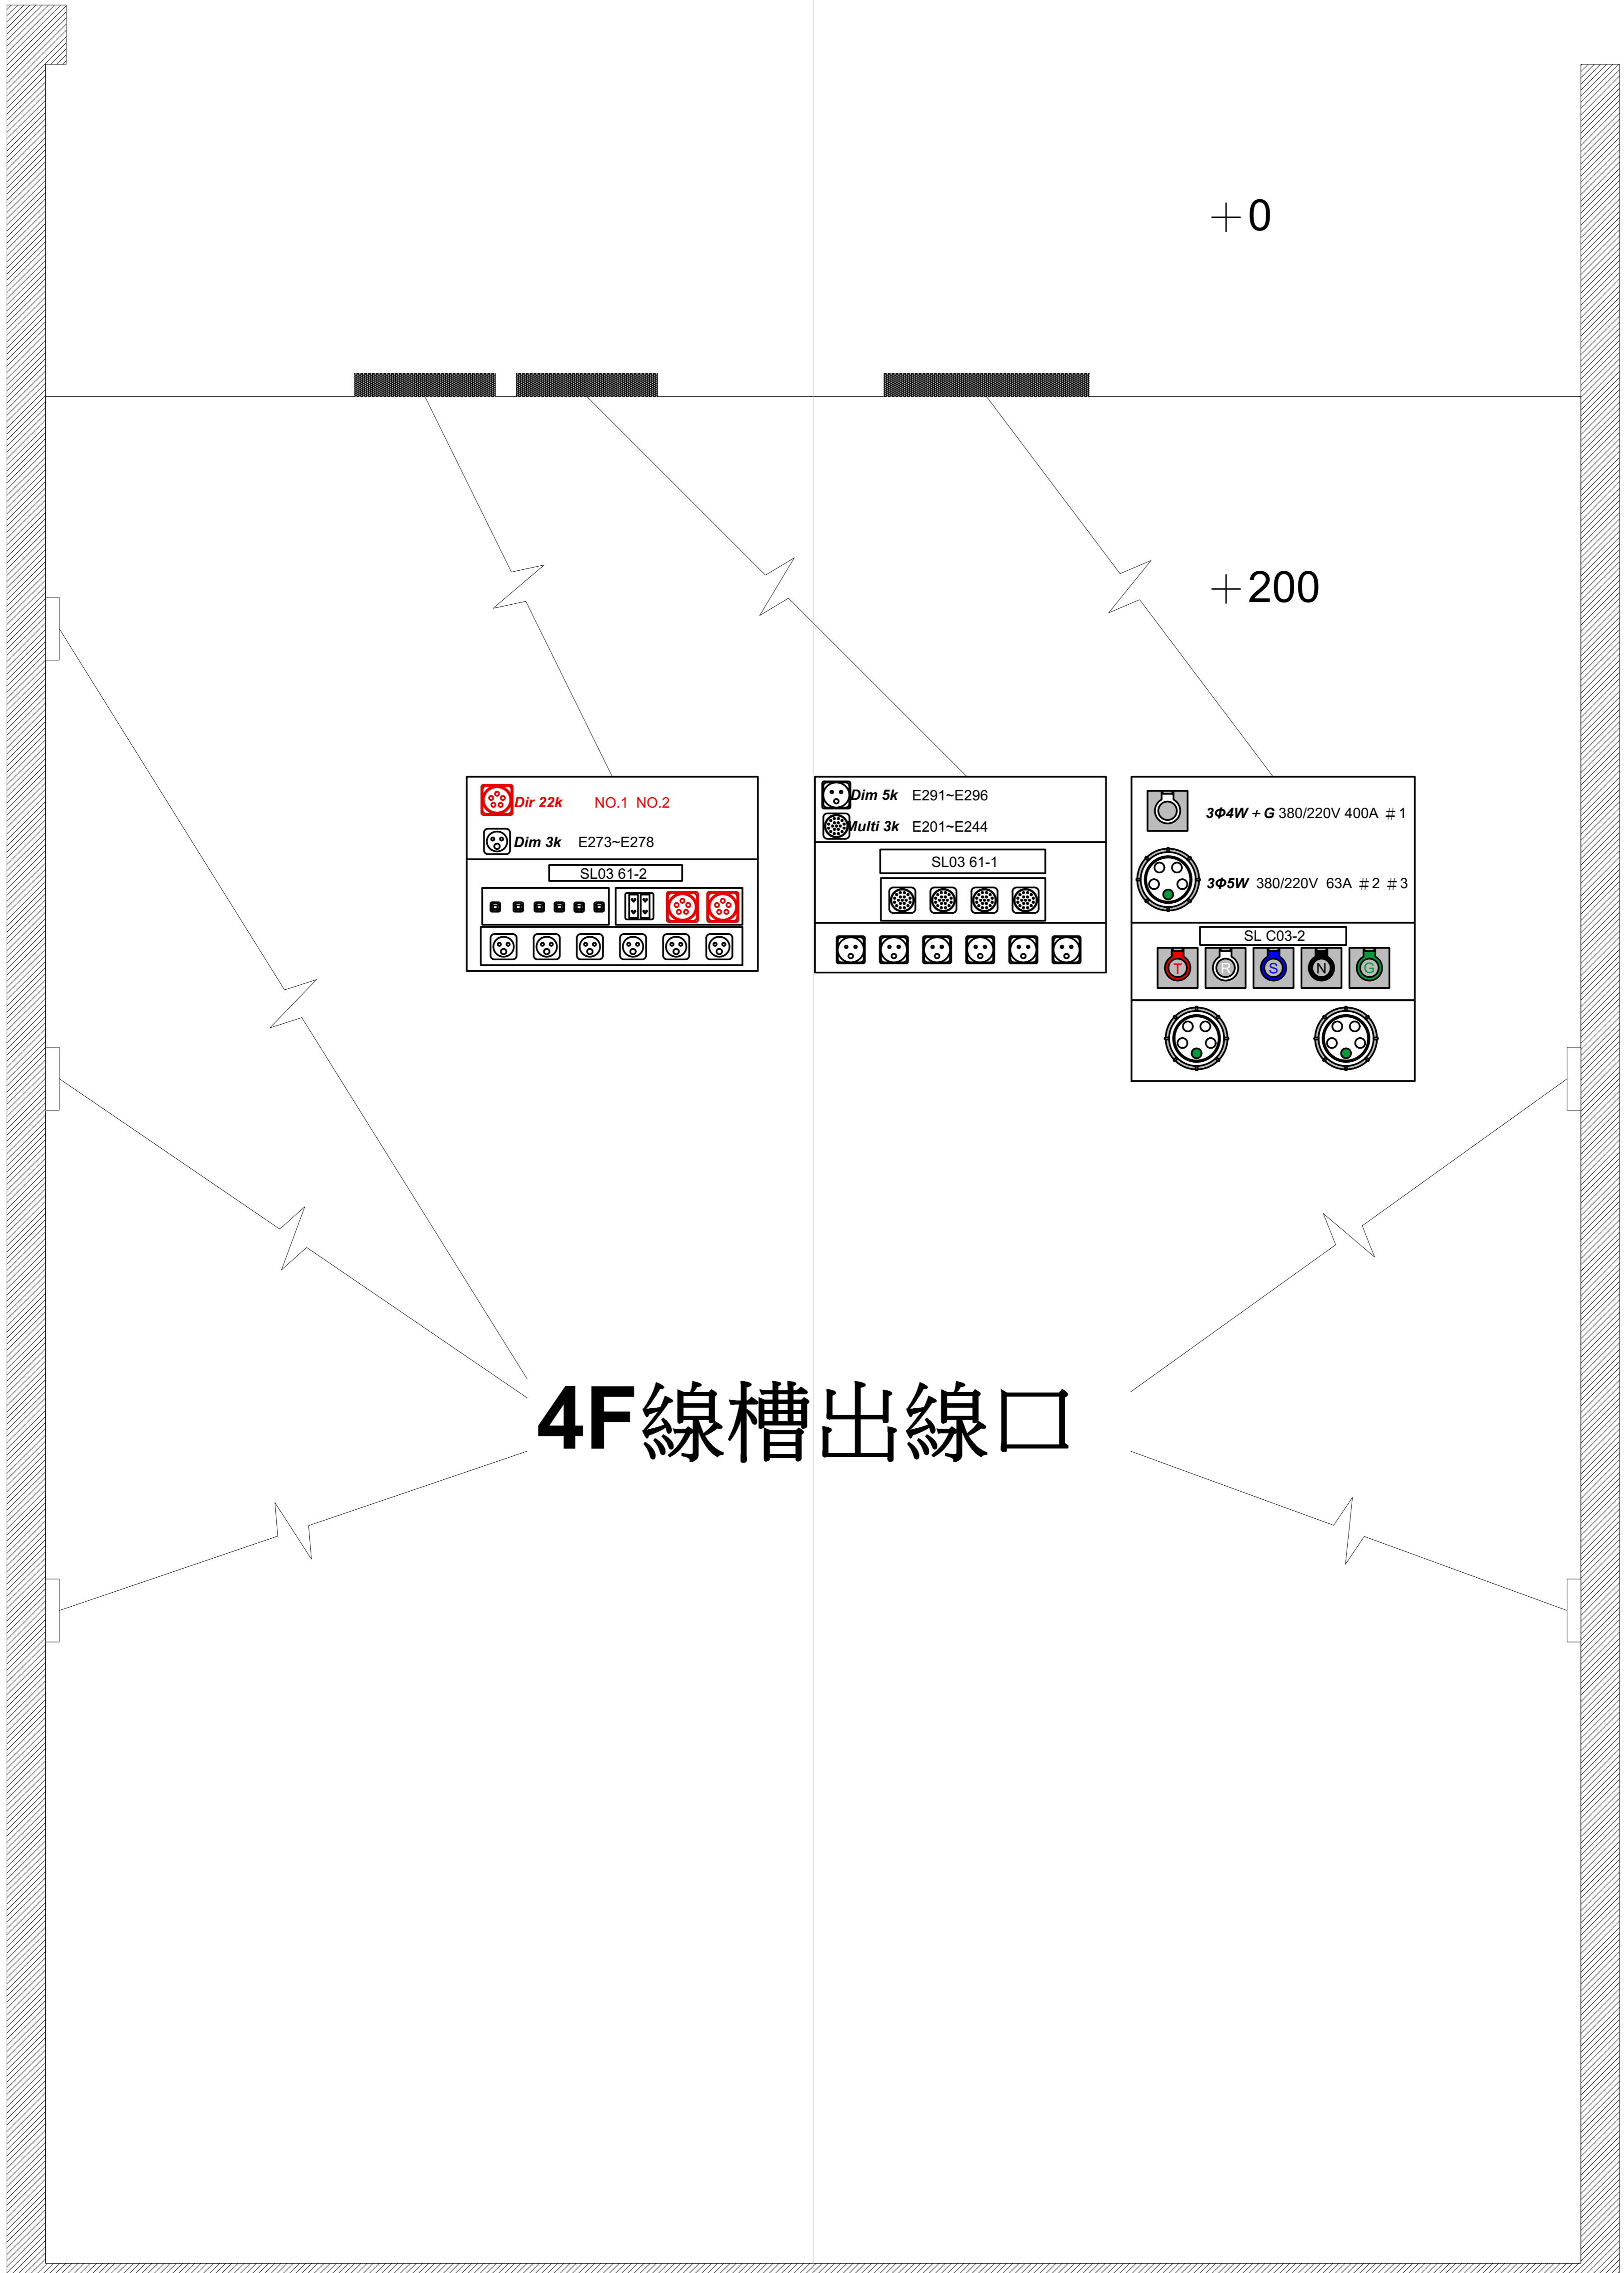 +0
+200
Dir 22k NO.1 NO.2
Dim 3k E273~E278
SL03 61-2
Dim 5k E291~E296
Multi 3k E201~E244
SL03 61-1
3Φ4W + G 380/220V 400A #1
3Φ5W 380/220V 63A #2 #3
SL C03-2
T R S N G
4F線槽出線口